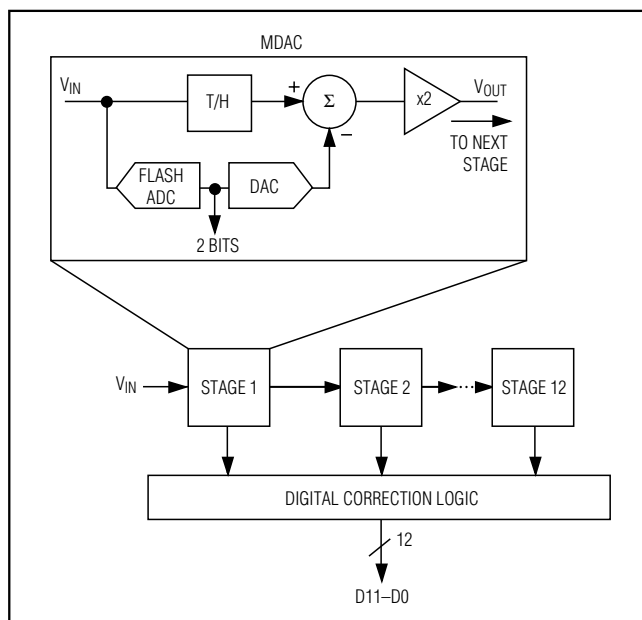 MDAC
VIN
T/H
+
Σ
−
x2
VOUT
TO NEXT
STAGE
FLASH
ADC
DAC
2 BITS
VIN
STAGE 1
STAGE 2
...
STAGE 12
DIGITAL CORRECTION LOGIC
12
D11–D0